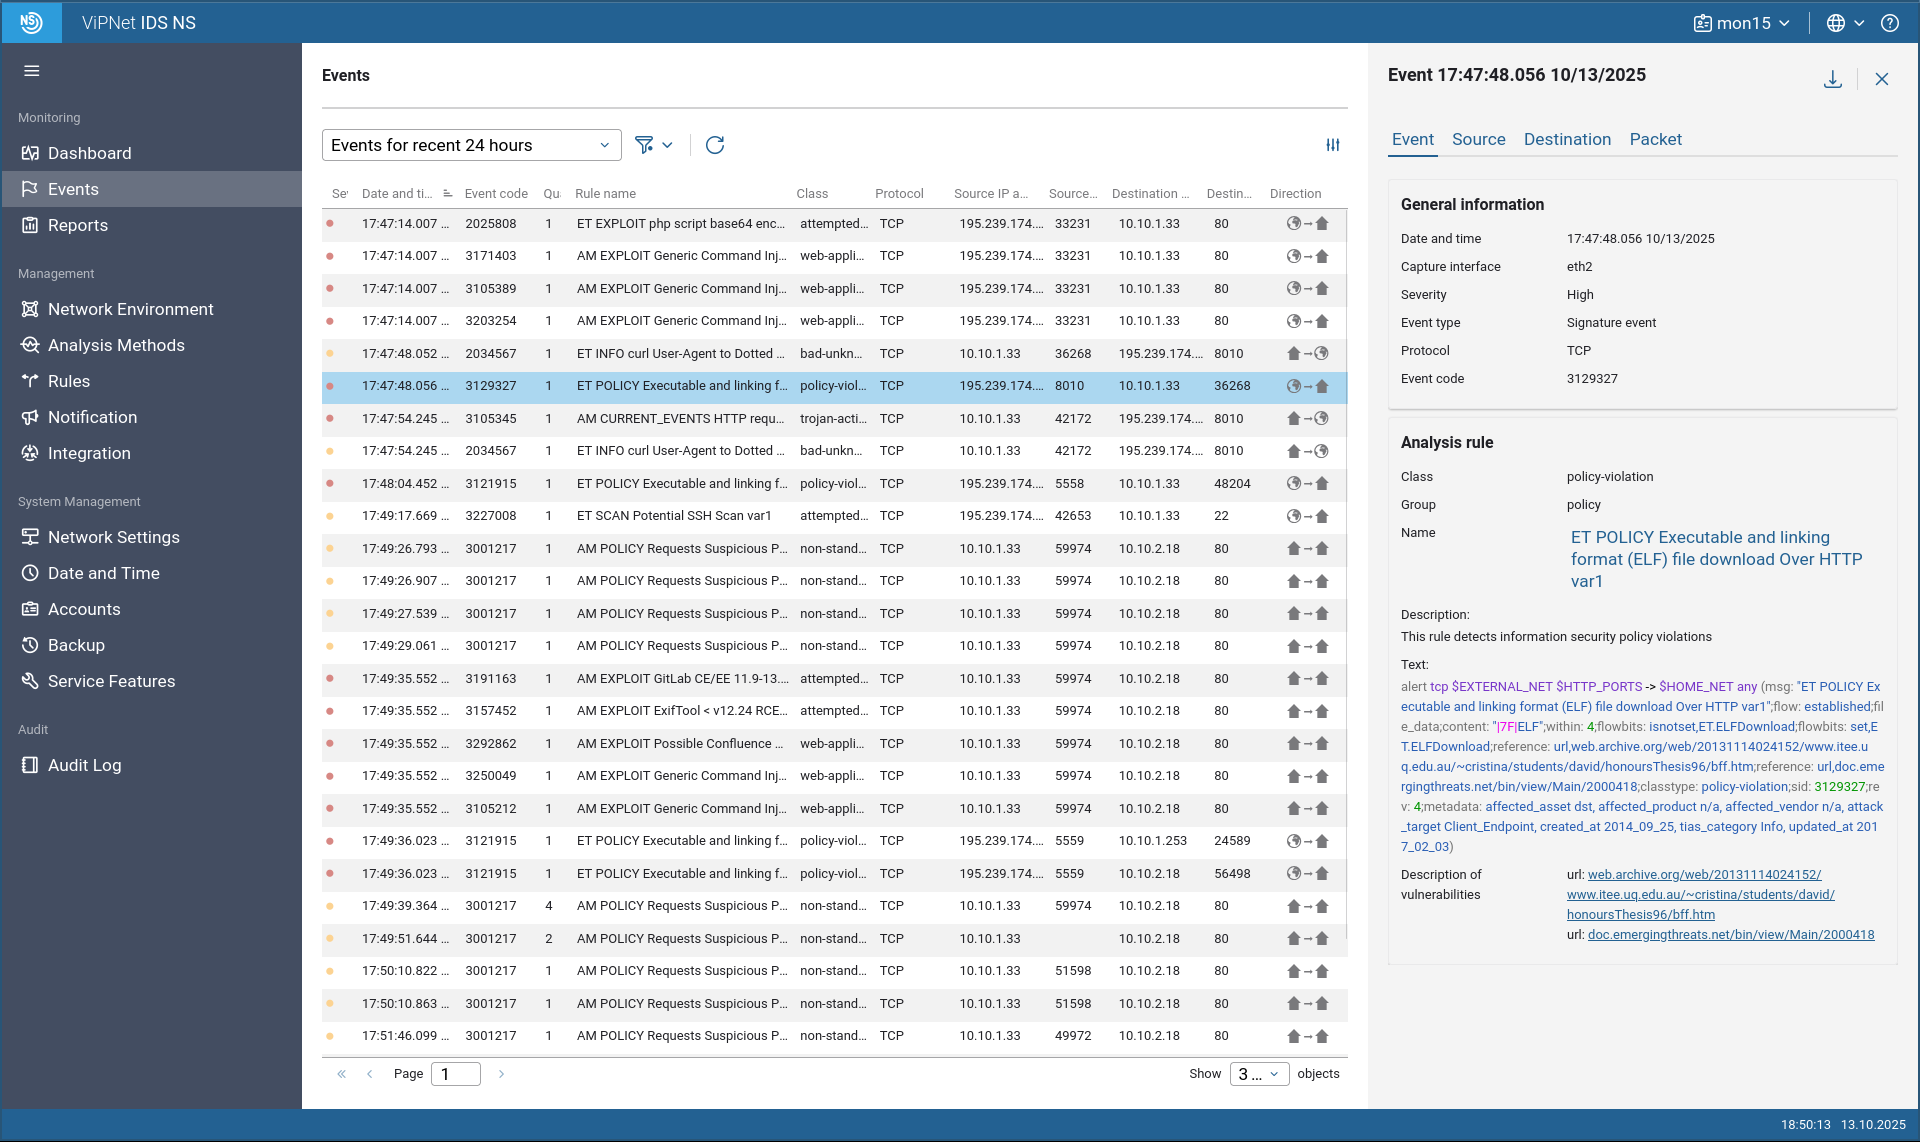 NS
ViPNet IDS NS
mon15
Monitoring
Dashboard
Events
Reports
Management
Network Environment
Analysis Methods
Rules
Notification
Integration
System Management
Network Settings
Date and Time
Accounts
Backup
Service Features
Audit
Audit Log
Events
Events for recent 24 hours
Se Date and ti... Event code Qu Rule name Class Protocol Source IP a... Source... Destination ... Destin... Direction
17:47:14.007 ... 2025808 1 ET EXPLOIT php script base64 enc... attempted... TCP 195.239.174.... 33231 10.10.1.33 80
17:47:14.007 ... 3171403 1 AM EXPLOIT Generic Command Inj... web-appli... TCP 195.239.174.... 33231 10.10.1.33 80
17:47:14.007 ... 3105389 1 AM EXPLOIT Generic Command Inj... web-appli... TCP 195.239.174.... 33231 10.10.1.33 80
17:47:14.007 ... 3203254 1 AM EXPLOIT Generic Command Inj... web-appli... TCP 195.239.174.... 33231 10.10.1.33 80
17:47:48.052 ... 2034567 1 ET INFO curl User-Agent to Dotted ... bad-unkn... TCP 10.10.1.33 36268 195.239.174.... 8010
17:47:48.056 ... 3129327 1 ET POLICY Executable and linking f... policy-viol... TCP 195.239.174.... 8010 10.10.1.33 36268
17:47:54.245 ... 3105345 1 AM CURRENT_EVENTS HTTP requ... trojan-acti... TCP 10.10.1.33 42172 195.239.174.... 8010
17:47:54.245 ... 2034567 1 ET INFO curl User-Agent to Dotted ... bad-unkn... TCP 10.10.1.33 42172 195.239.174.... 8010
17:48:04.452 ... 3121915 1 ET POLICY Executable and linking f... policy-viol... TCP 195.239.174.... 5558 10.10.1.33 48204
17:49:17.669 ... 3227008 1 ET SCAN Potential SSH Scan var1 attempted... TCP 195.239.174.... 42653 10.10.1.33 22
17:49:26.793 ... 3001217 1 AM POLICY Requests Suspicious P... non-stand... TCP 10.10.1.33 59974 10.10.2.18 80
17:49:26.907 ... 3001217 1 AM POLICY Requests Suspicious P... non-stand... TCP 10.10.1.33 59974 10.10.2.18 80
17:49:27.539 ... 3001217 1 AM POLICY Requests Suspicious P... non-stand... TCP 10.10.1.33 59974 10.10.2.18 80
17:49:29.061 ... 3001217 1 AM POLICY Requests Suspicious P... non-stand... TCP 10.10.1.33 59974 10.10.2.18 80
17:49:35.552 ... 3191163 1 AM EXPLOIT GitLab CE/EE 11.9-13.... attempted... TCP 10.10.1.33 59974 10.10.2.18 80
17:49:35.552 ... 3157452 1 AM EXPLOIT ExifTool < v12.24 RCE... attempted... TCP 10.10.1.33 59974 10.10.2.18 80
17:49:35.552 ... 3292862 1 AM EXPLOIT Possible Confluence ... web-appli... TCP 10.10.1.33 59974 10.10.2.18 80
17:49:35.552 ... 3250049 1 AM EXPLOIT Generic Command Inj... web-appli... TCP 10.10.1.33 59974 10.10.2.18 80
17:49:35.552 ... 3105212 1 AM EXPLOIT Generic Command Inj... web-appli... TCP 10.10.1.33 59974 10.10.2.18 80
17:49:36.023 ... 3121915 1 ET POLICY Executable and linking f... policy-viol... TCP 195.239.174.... 5559 10.10.1.253 24589
17:49:36.023 ... 3121915 1 ET POLICY Executable and linking f... policy-viol... TCP 195.239.174.... 5559 10.10.1.33 56498
17:49:39.364 ... 3001217 4 AM POLICY Requests Suspicious P... non-stand... TCP 10.10.1.33 59974 10.10.2.18 80
17:49:51.644 ... 3001217 2 AM POLICY Requests Suspicious P... non-stand... TCP 10.10.1.33 10.10.2.18 80
17:50:10.822 ... 3001217 1 AM POLICY Requests Suspicious P... non-stand... TCP 10.10.1.33 51598 10.10.2.18 80
17:50:10.863 ... 3001217 1 AM POLICY Requests Suspicious P... non-stand... TCP 10.10.1.33 51598 10.10.2.18 80
17:51:46.099 ... 3001217 1 AM POLICY Requests Suspicious P... non-stand... TCP 10.10.1.33 49972 10.10.2.18 80
Page 1
Show 3 ... objects
Event 17:47:48.056 10/13/2025
Event Source Destination Packet
General information
Date and time 17:47:48.056 10/13/2025
Capture interface eth2
Severity High
Event type Signature event
Protocol TCP
Event code 3129327
Analysis rule
Class policy-violation
Group policy
Name ET POLICY Executable and linking
format (ELF) file download Over HTTP
var1
Description:
This rule detects information security policy violations
Text:
alert tcp $EXTERNAL_NET $HTTP_PORTS -> $HOME_NET any (msg: "ET POLICY Ex
ecutable and linking format (ELF) file download Over HTTP var1";flow: established;fil
e_data;content: "|7F|ELF";within: 4;flowbits: isnotset,ET.ELFDownload;flowbits: set,E
T.ELFDownload;reference: url,web.archive.org/web/20131114024152/www.itee.u
q.edu.au/~cristina/students/david/honoursThesis96/bff.htm;reference: url,doc.eme
rgingthreats.net/bin/view/Main/2000418;classtype: policy-violation;sid: 3129327;re
v: 4;metadata: affected_asset dst, affected_product n/a, affected_vendor n/a, attack
_target Client_Endpoint, created_at 2014_09_25, tias_category Info, updated_at 201
7_02_03)
Description of vulnerabilities
url: web.archive.org/web/20131114024152/
www.itee.uq.edu.au/~cristina/students/david/
honoursThesis96/bff.htm
url: doc.emergingthreats.net/bin/view/Main/2000418
18:50:13 13.10.2025